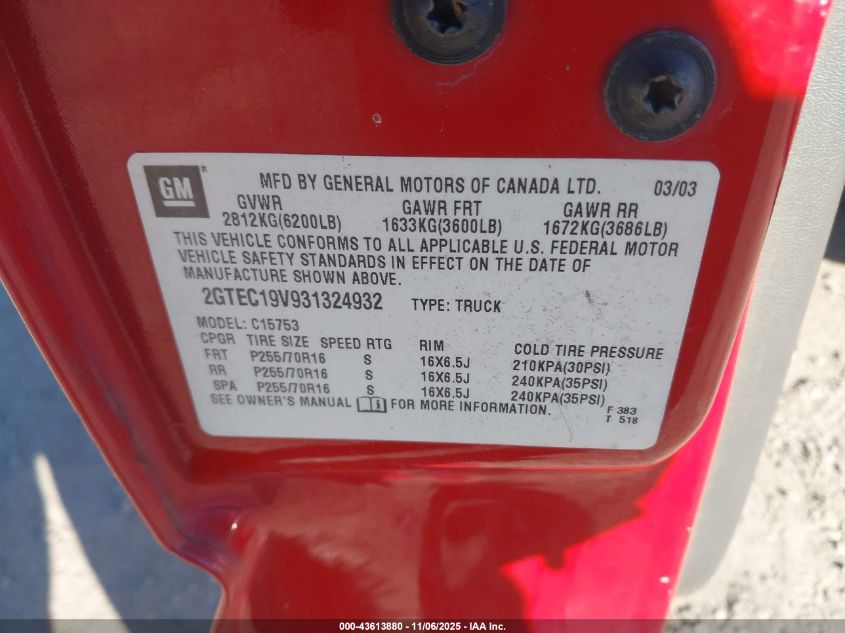 GM®
MFD BY GENERAL MOTORS OF CANADA LTD. 03/03
GVWR GAWR FRT GAWR RR
2812KG(6200LB) 1633KG(3600LB) 1672KG(3686LB)
THIS VEHICLE CONFORMS TO ALL APPLICABLE U.S. FEDERAL MOTOR
VEHICLE SAFETY STANDARDS IN EFFECT ON THE DATE OF
MANUFACTURE SHOWN ABOVE.
2GTEC19V931324932 TYPE: TRUCK
MODEL: C15753
CPGR TIRE SIZE SPEED RTG RIM COLD TIRE PRESSURE
FRT P255/70R16 S 16X6.5J 210KPA(30PSI)
RR P255/70R16 S 16X6.5J 240KPA(35PSI)
SPA P255/70R16 S 16X6.5J 240KPA(35PSI)
SEE OWNER'S MANUAL FOR MORE INFORMATION.
F 383
T 518
000-43613880 - 11/06/2025 - IAA Inc.